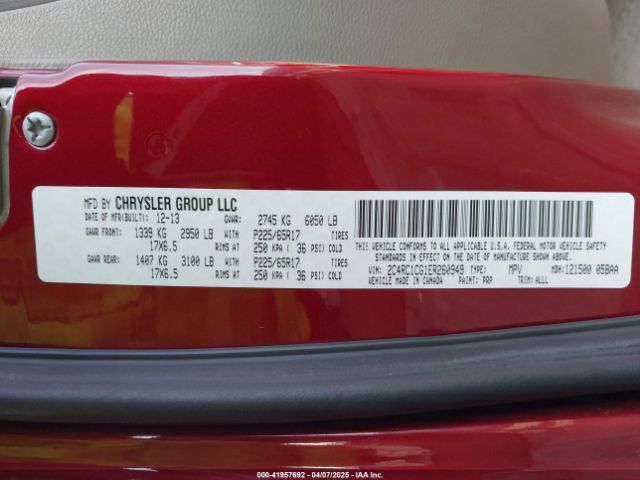 MFD BY CHRYSLER GROUP LLC
DATE OF MFR(BUILT): 12-13 GVWR: 2745 KG 6050 LB
GAWR FRONT: 1339 KG 2950 LB WITH P225/65R17 TIRES
17X6.5 RIMS AT 250 KPA ( 36 PSI) COLD
GAWR REAR: 1407 KG 3100 LB WITH P225/65R17 TIRES
17X6.5 RIMS AT 250 KPA ( 36 PSI) COLD
THIS VEHICLE CONFORMS TO ALL APPLICABLE U.S.A. FEDERAL MOTOR VEHICLE SAFETY
STANDARDS IN EFFECT ON THE DATE OF MANUFACTURE SHOWN ABOVE.
VIN: 2C4RC1CG1ER260949 TYPE: MPV MDH: 121500 05BAA
VEHICLE MADE IN CANADA PAINT: PRP TRIM: ALLL
000-41957692 - 04/07/2025 - IAAI.COM